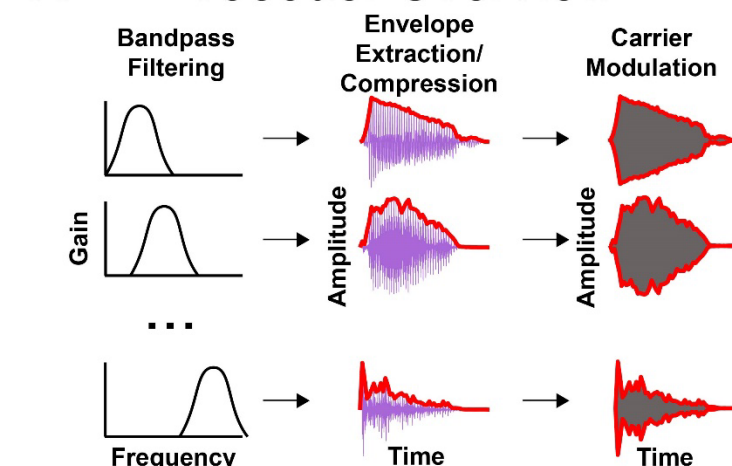 Bandpass
Filtering
Envelope
Extraction/
Compression
Carrier
Modulation
Gain
Amplitude
Amplitude
...
Frequency
Time
Time